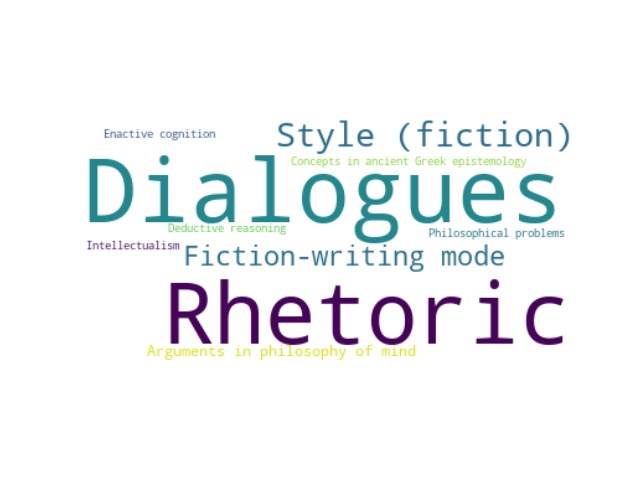 Style (fiction)
Enactive cognition
Concepts in ancient Greek epistemology
Dialogues
Deductive reasoning
Philosophical problems
Intellectualism
Fiction-writing mode
Rhetoric
Arguments in philosophy of mind